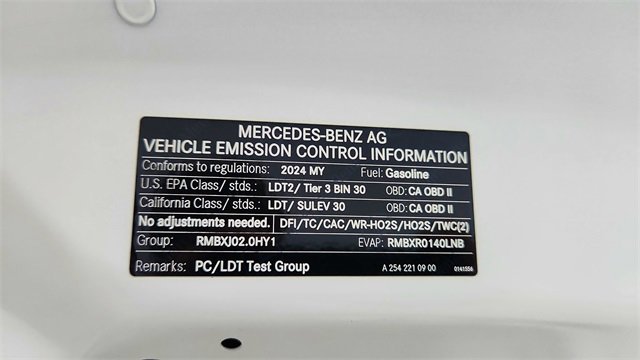 MERCEDES-BENZ AG
VEHICLE EMISSION CONTROL INFORMATION
Conforms to regulations: 2024 MY Fuel: Gasoline
U.S. EPA Class/ stds.: LDT2/ Tier 3 BIN 30 OBD: CA OBD II
California Class/ stds.: LDT/ SULEV 30 OBD: CA OBD II
No adjustments needed. DFI/TC/CAC/WR-HO2S/HO2S/TWC(2)
Group: RMBXJ02.0HY1 EVAP: RMBXR0140LNB
Remarks: PC/LDT Test Group A 254 221 09 00 0141556